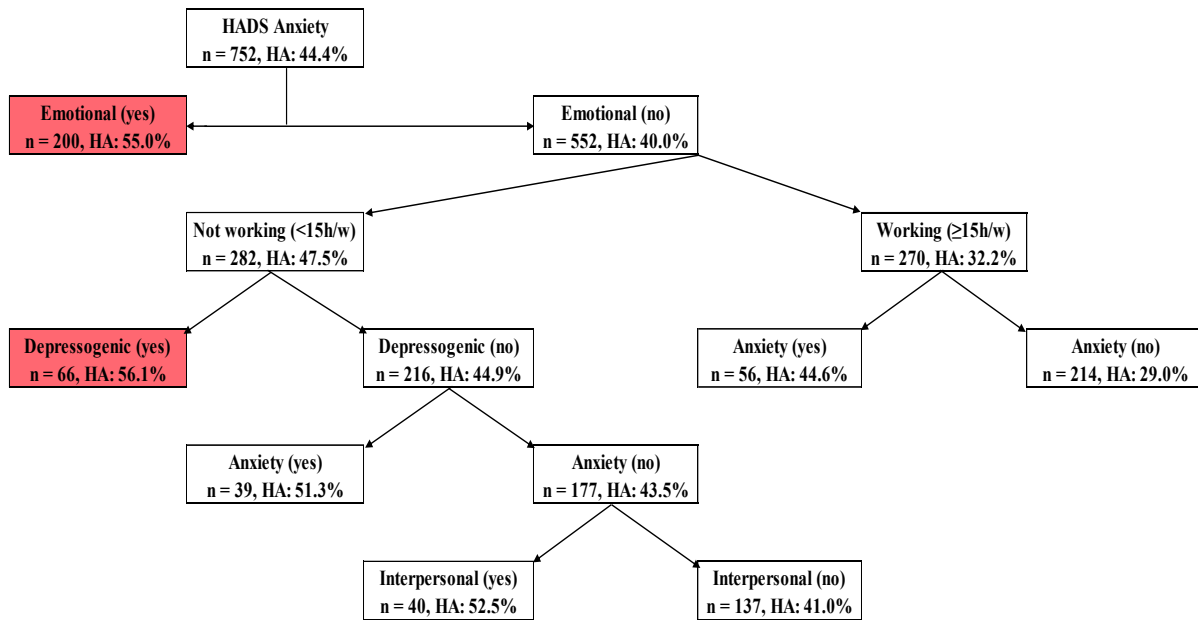 HADS Anxiety
n = 752, HA: 44.4%
Emotional (yes)
n = 200, HA: 55.0%
Emotional (no)
n = 552, HA: 40.0%
Not working (<15h/w)
n = 282, HA: 47.5%
Working (≥15h/w)
n = 270, HA: 32.2%
Depressogenic (yes)
n = 66, HA: 56.1%
Depressogenic (no)
n = 216, HA: 44.9%
Anxiety (yes)
n = 56, HA: 44.6%
Anxiety (no)
n = 214, HA: 29.0%
Anxiety (yes)
n = 39, HA: 51.3%
Anxiety (no)
n = 177, HA: 43.5%
Interpersonal (yes)
n = 40, HA: 52.5%
Interpersonal (no)
n = 137, HA: 41.0%